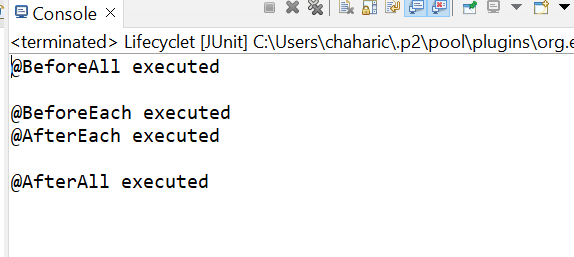 Console
<terminated> Lifecyclet [JUnit] C:\Users\chaharic\.p2\pool\plugins\org.e
@BeforeAll executed
@BeforeEach executed
@AfterEach executed
@AfterAll executed